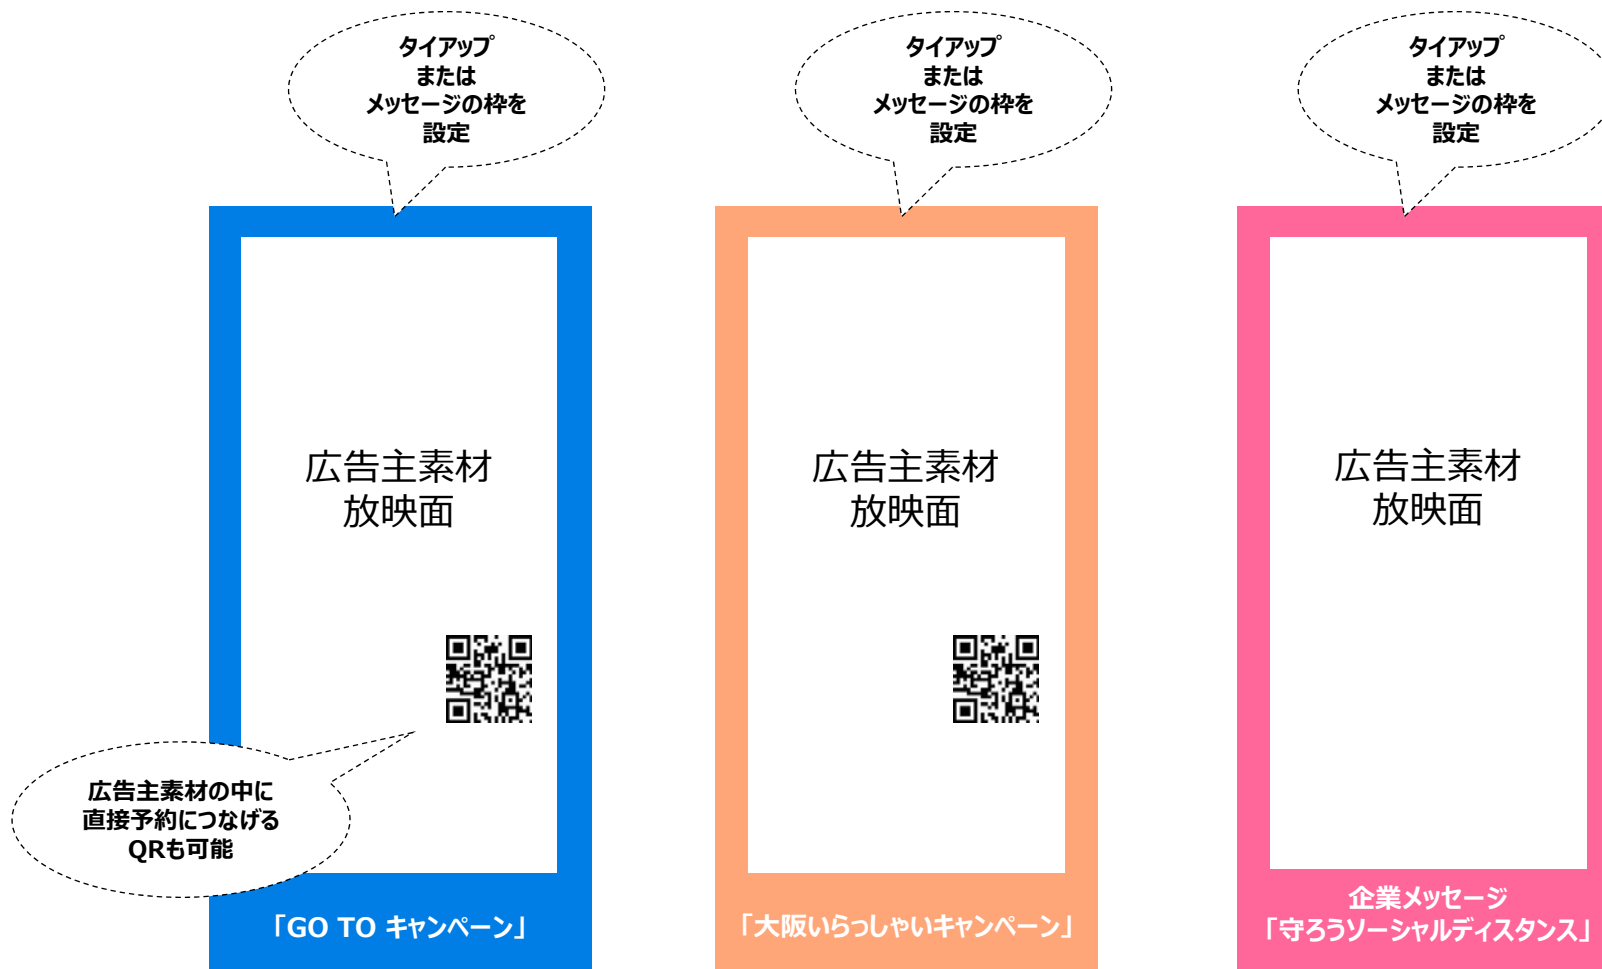 タイアップ
または
メッセージの枠を
設定
タイアップ
または
メッセージの枠を
設定
タイアップ
または
メッセージの枠を
設定
広告主素材
放映面
広告主素材
放映面
広告主素材
放映面
広告主素材の中に
直接予約につなげる
QRも可能
「GO TO キャンペーン」
「大阪いらっしゃいキャンペーン」
企業メッセージ
「守ろうソーシャルディスタンス」